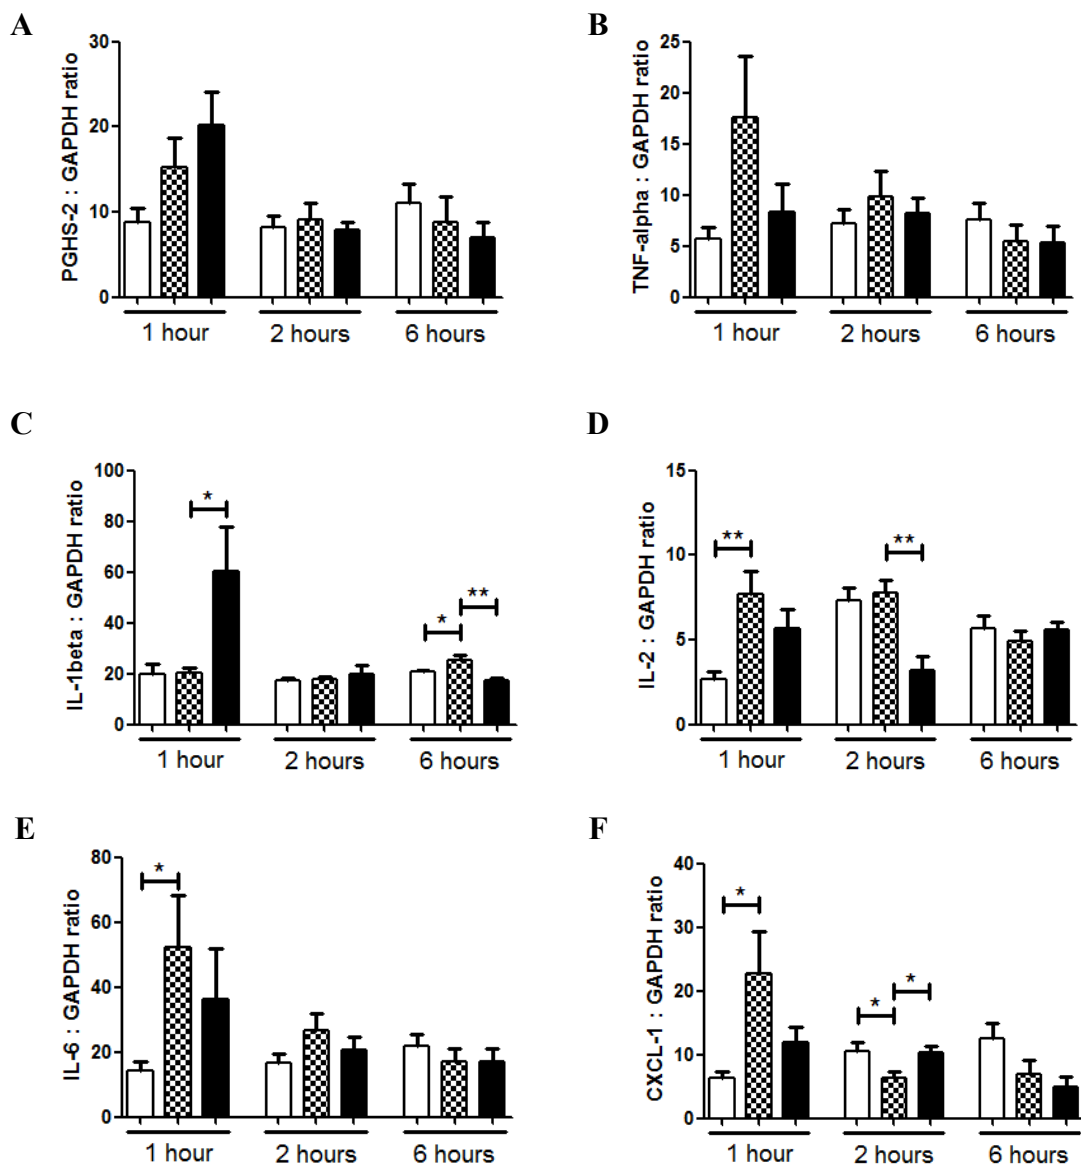 A
PGHS-2 : GAPDH ratio
30
20
10
0
1 hour 2 hours 6 hours
B
TNF-alpha : GAPDH ratio
25
20
15
10
5
0
1 hour 2 hours 6 hours
C
IL-1beta : GAPDH ratio
100
80
60
40
20
0
*
*
**
1 hour 2 hours 6 hours
D
IL-2 : GAPDH ratio
15
10
5
0
**
**
1 hour 2 hours 6 hours
E
IL-6 : GAPDH ratio
80
60
40
20
0
*
1 hour 2 hours 6 hours
F
CXCL-1 : GAPDH ratio
40
30
20
10
0
*
*
*
1 hour 2 hours 6 hours